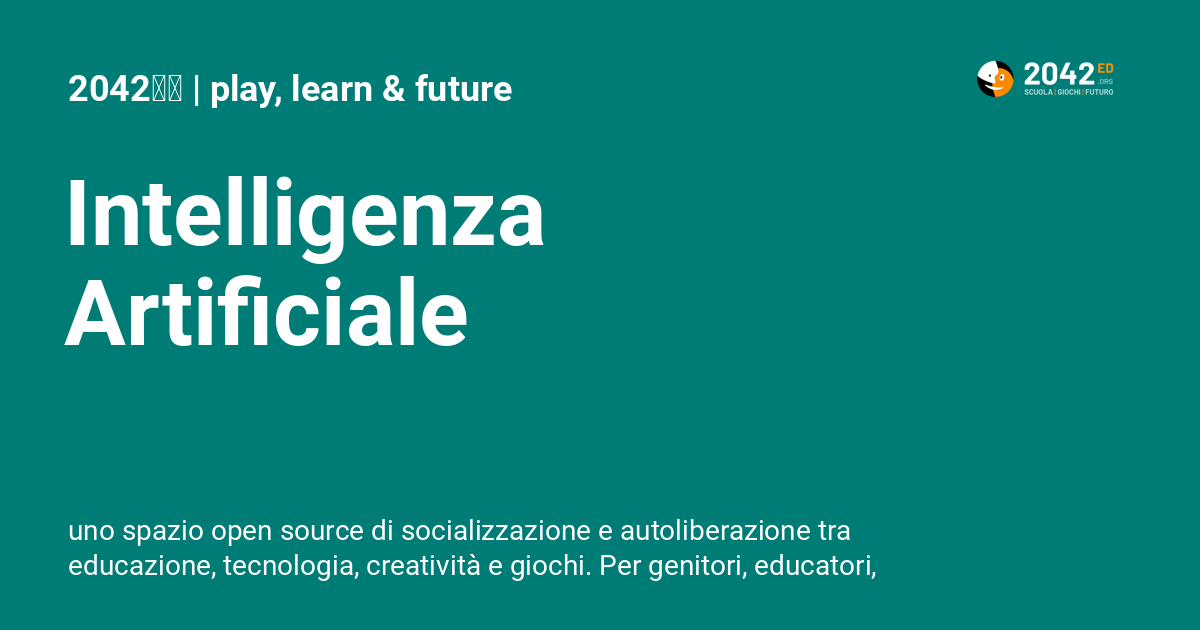 2042 | play, learn & future
2042 ED
.ORG
SCUOLA | GIOCHI | FUTURO
Intelligenza
Artificiale
uno spazio open source di socializzazione e autoliberazione tra
educazione, tecnologia, creatività e giochi. Per genitori, educatori,